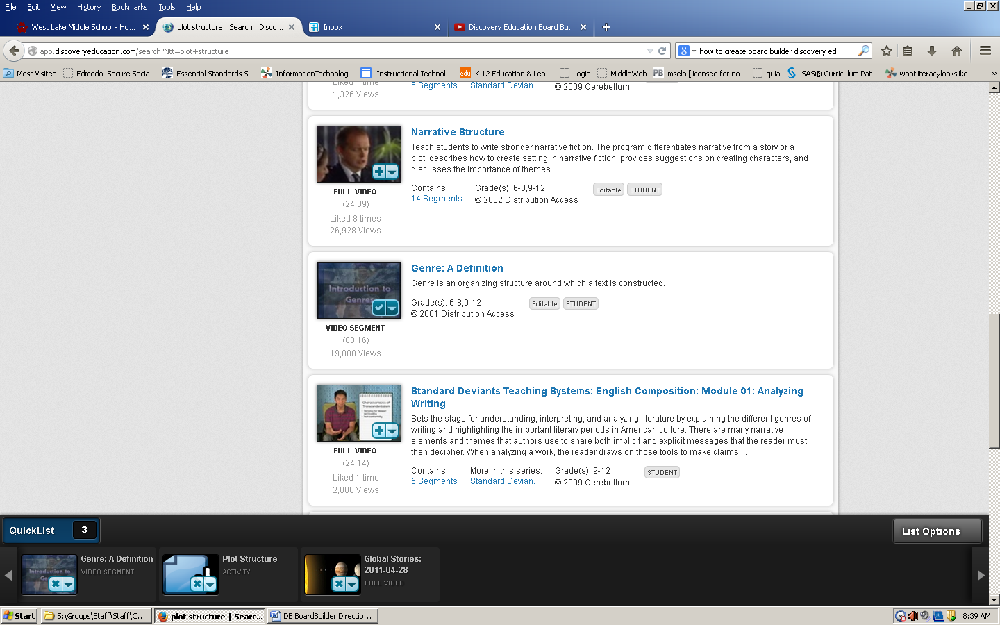 File Edit View History Bookmarks Tools Help
West Lake Middle School - Ho...
plot structure | Search | Disco...
Inbox
Discovery Education Board Bu...
app.discoveryeducation.com/search?Ntt=plot+structure
how to create board builder discovery ed
Most Visited
Edmodo Secure Socia...
Essential Standards S...
InformationTechnolog...
Instructional Technol...
edu
K-12 Education & Lea...
Login
MiddleWeb
PB
msela [licensed for no...
quia
SAS® Curriculum Pat...
whatliteracylookslike -...
Liked 1 time
1,326 Views
5 Segments
Standard Devian...
© 2009 Cerebellum
Narrative Structure
Teach students to write stronger narrative fiction. The program differentiates narrative from a story or a
plot, describes how to create setting in narrative fiction, provides suggestions on creating characters, and
discusses the importance of themes.
FULL VIDEO
(24:09)
Liked 8 times
26,928 Views
Contains:
14 Segments
Grade(s): 6-8,9-12
© 2002 Distribution Access
Editable
STUDENT
Genre: A Definition
Genre is an organizing structure around which a text is constructed.
Introduction to
Genres
Grade(s): 6-8,9-12
© 2001 Distribution Access
Editable
STUDENT
VIDEO SEGMENT
(03:16)
19,888 Views
Standard Deviants Teaching Systems: English Composition: Module 01: Analyzing
Writing
Sets the stage for understanding, interpreting, and analyzing literature by explaining the different genres of
writing and highlighting the important literary periods in American culture. There are many narrative
elements and themes that authors use to share both implicit and explicit messages that the reader must
then decipher. When analyzing a work, the reader draws on those tools to make claims ...
FULL VIDEO
(24:14)
Liked 1 time
2,008 Views
Contains:
5 Segments
More in this series:
Standard Devian...
Grade(s): 9-12
© 2009 Cerebellum
STUDENT
QuickList 3
List Options
Introduction to
Genre: A Definition
VIDEO SEGMENT
Plot Structure
ACTIVITY
Global Stories:
2011-04-28
FULL VIDEO
Start
S:\Groups\Staff\Staff\C...
plot structure | Searc...
DE BoardBuilder Directio...
8:39 AM